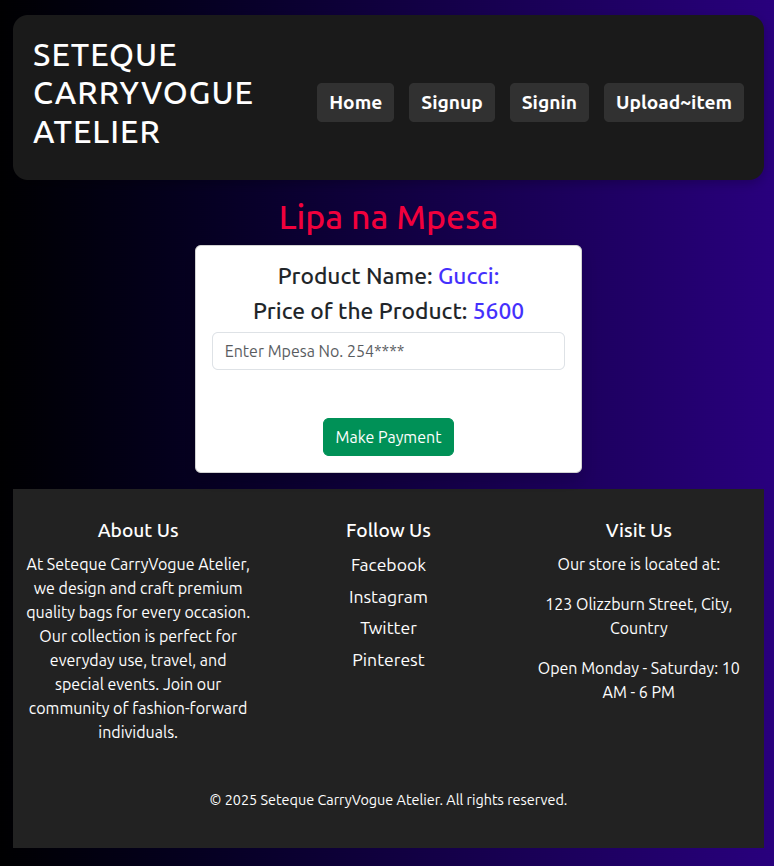 SETEQUE
CARRYVOGUE
ATELIER
Home
Signup
Signin
Upload~item
Lipa na Mpesa
Product Name: Gucci:
Price of the Product: 5600
Enter Mpesa No. 254****
Make Payment
About Us
At Seteque CarryVogue Atelier,
we design and craft premium
quality bags for every occasion.
Our collection is perfect for
everyday use, travel, and
special events. Join our
community of fashion-forward
individuals.
Follow Us
Facebook
Instagram
Twitter
Pinterest
Visit Us
Our store is located at:
123 Olizzburn Street, City,
Country
Open Monday - Saturday: 10
AM - 6 PM
© 2025 Seteque CarryVogue Atelier. All rights reserved.